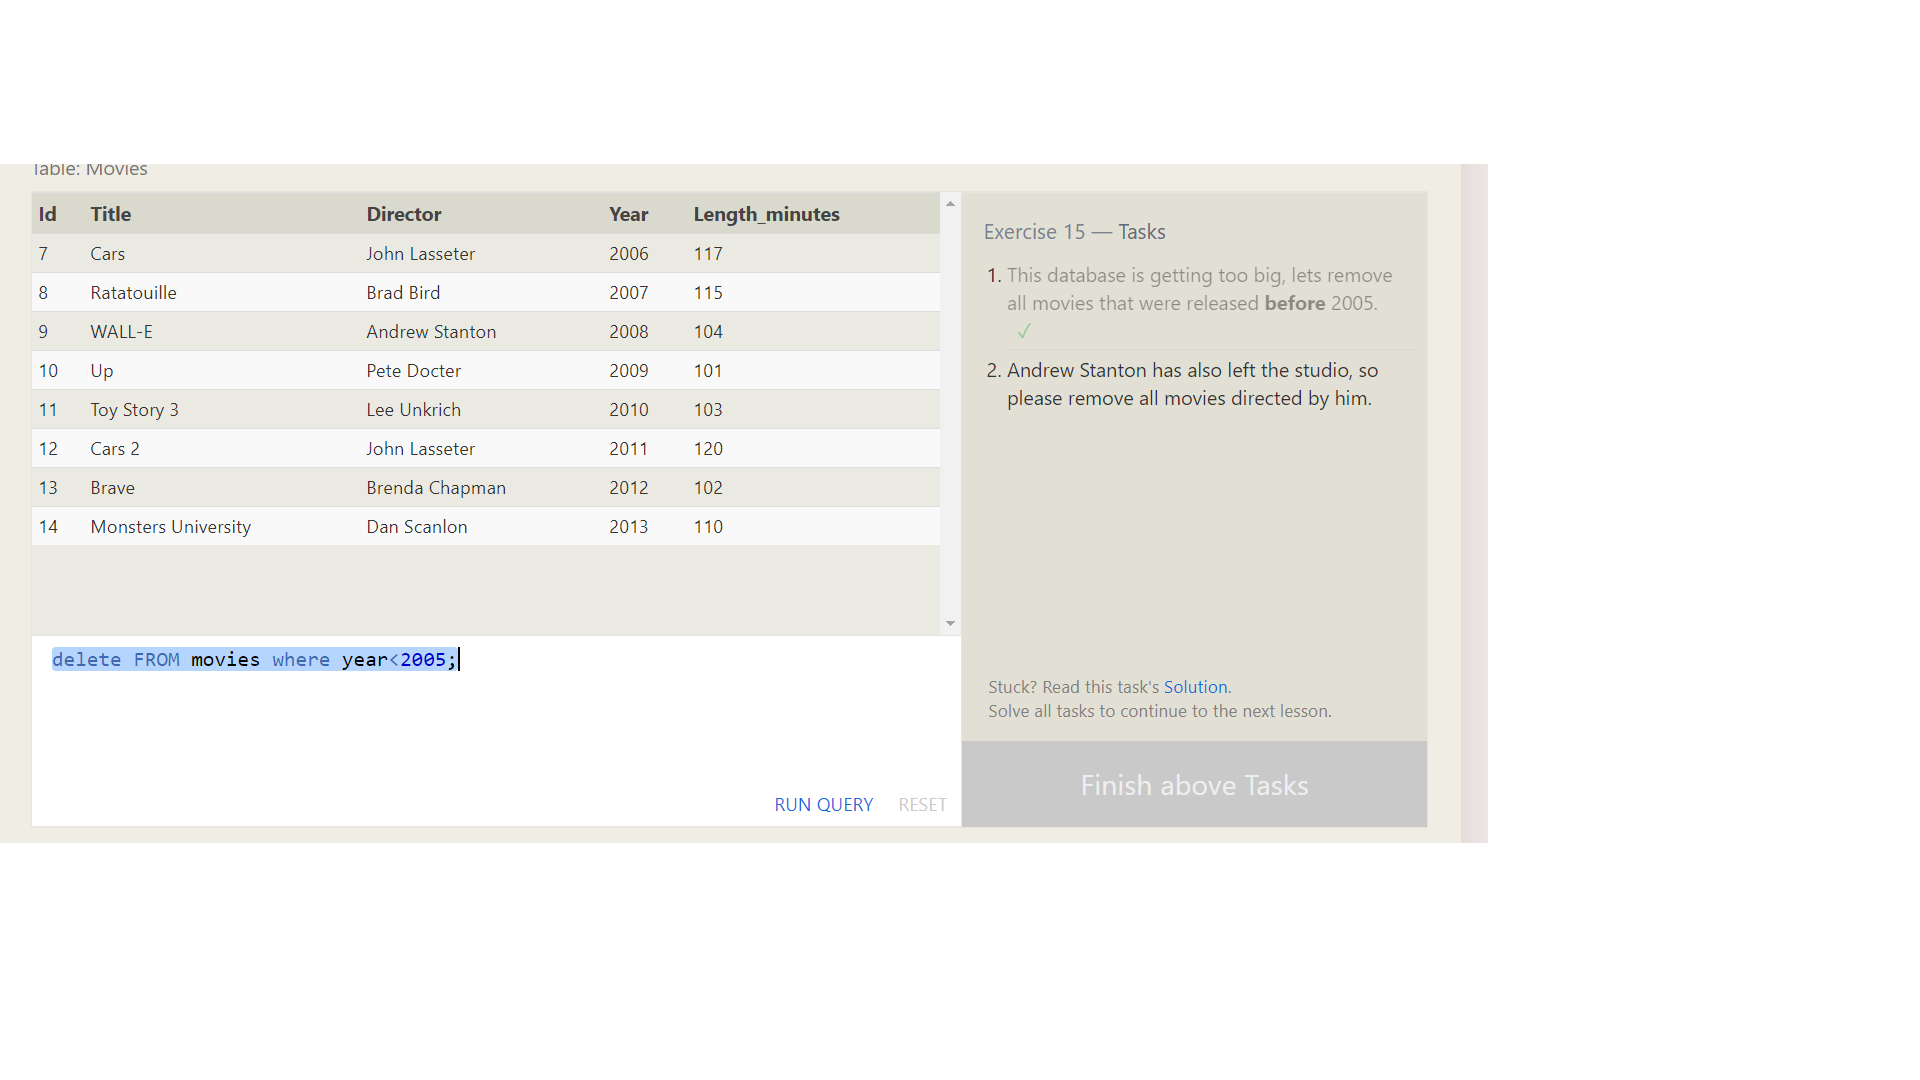 Table: Movies
Id Title Director Year Length_minutes
7 Cars John Lasseter 2006 117
8 Ratatouille Brad Bird 2007 115
9 WALL-E Andrew Stanton 2008 104
10 Up Pete Docter 2009 101
11 Toy Story 3 Lee Unkrich 2010 103
12 Cars 2 John Lasseter 2011 120
13 Brave Brenda Chapman 2012 102
14 Monsters University Dan Scanlon 2013 110
delete FROM movies where year<2005;
RUN QUERY RESET
Exercise 15 — Tasks
1. This database is getting too big, lets remove
all movies that were released before 2005.
✓
2. Andrew Stanton has also left the studio, so
please remove all movies directed by him.
Stuck? Read this task's Solution.
Solve all tasks to continue to the next lesson.
Finish above Tasks